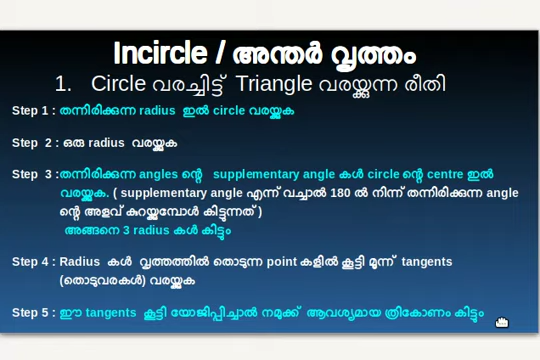 Incircle / അന്തർ വൃത്തം
1. Circle വരച്ചിട്ട് Triangle വരയ്ക്കുന്ന രീതി
Step 1 : തന്നിരിക്കുന്ന radius ഇൽ circle വരയ്ക്കുക
Step 2 : ഒരു radius വരയ്ക്കുക
Step 3 :തന്നിരിക്കുന്ന angles ന്റെ supplementary angle കൾ circle ന്റെ centre ഇൽ
വരയ്ക്കുക. ( supplementary angle എന്ന് വച്ചാൽ 180 ൽ നിന്ന് തന്നിരിക്കുന്ന angle
ന്റെ അളവ് കുറയ്ക്കുമ്പോൾ കിട്ടുന്നത് )
അങ്ങനെ 3 radius കൾ കിട്ടും
Step 4 : Radius കൾ വൃത്തത്തിൽ തൊടുന്ന point കളിൽ കൂട്ടി മൂന്ന് tangents
(തൊടുവരകൾ) വരയ്ക്കുക
Step 5 : ഈ tangents കൂട്ടി യോജിപ്പിച്ചാൽ നമുക്ക് ആവശ്യമായ ത്രികോണം കിട്ടും